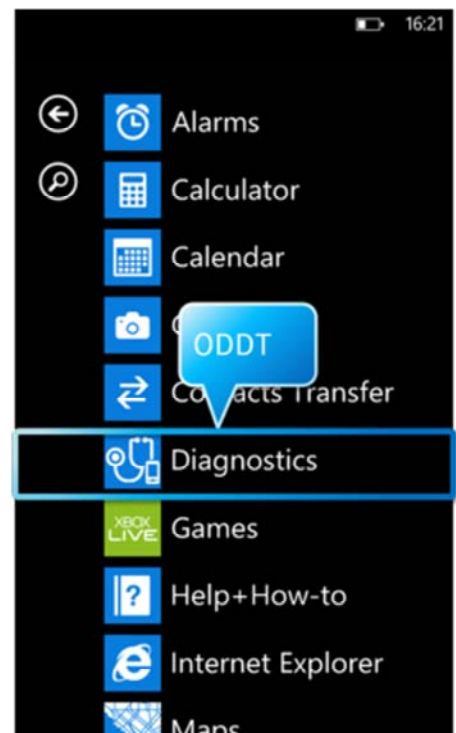 16:21
Alarms
Calculator
Calendar
ODDT
Contacts Transfer
Diagnostics
XBOX
LIVE
Games
?
Help+How-to
Internet Explorer
Maps